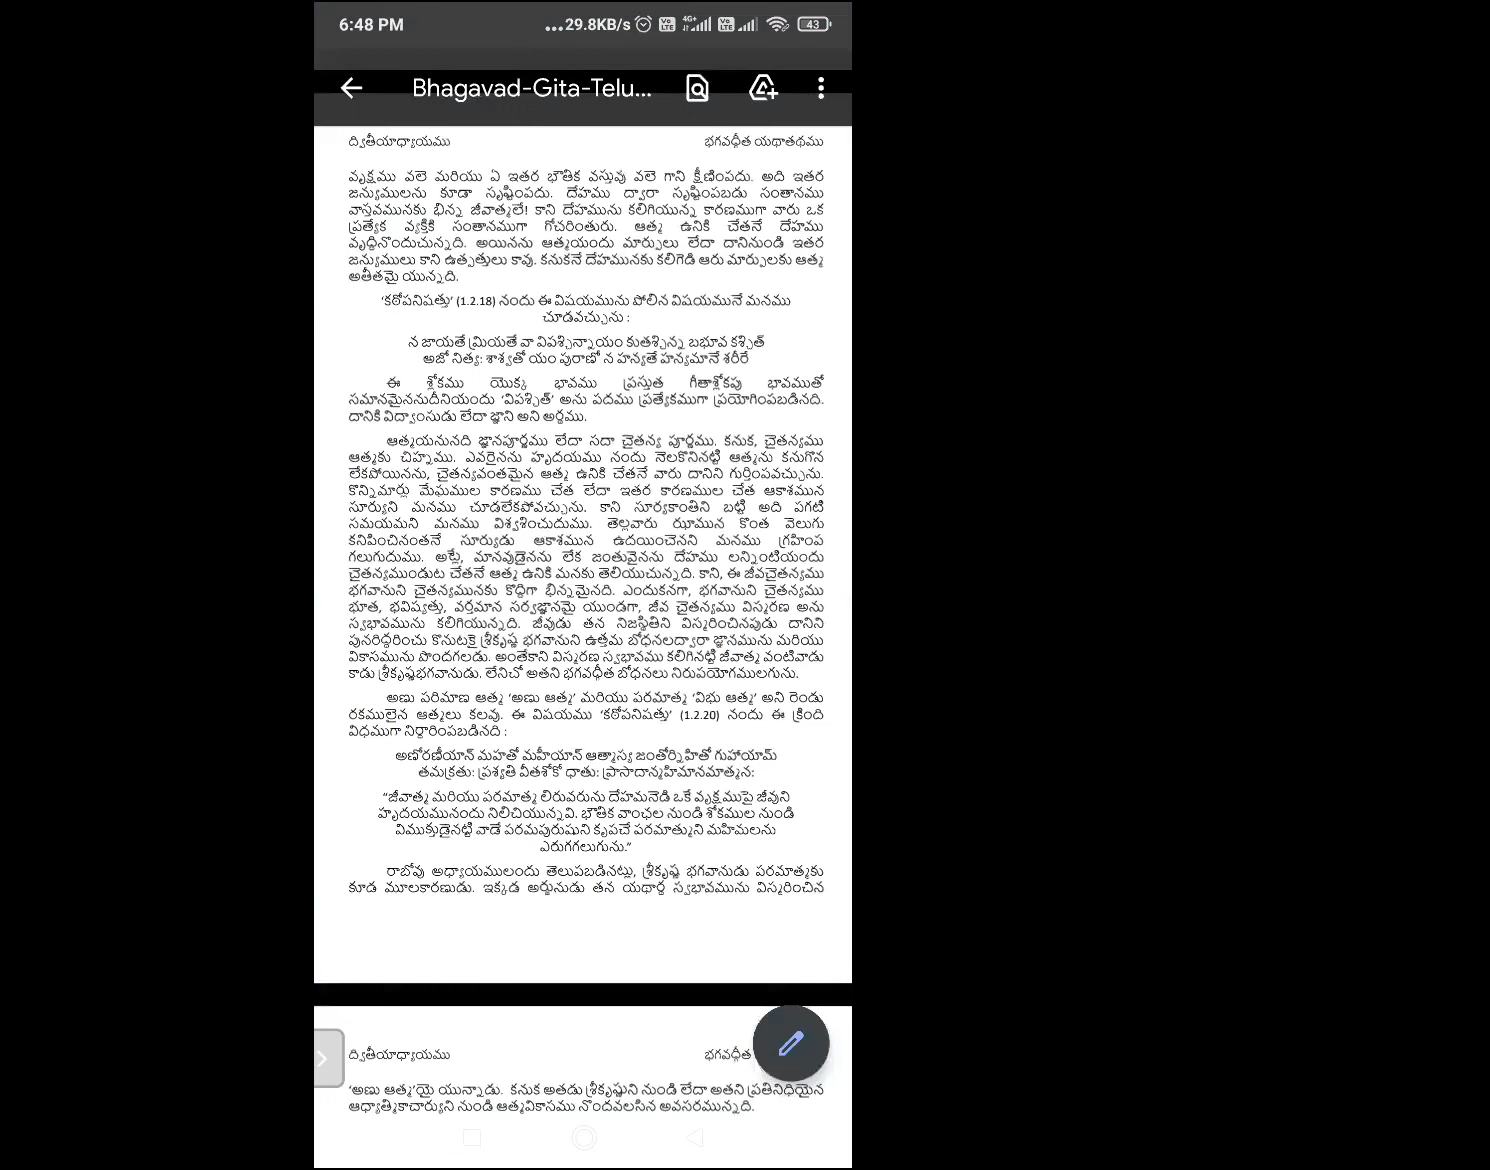 6:48 PM
...29.8KB/s
Vo LTE
4G+
Vo LTE
43
Bhagavad-Gita-Telu...
ద్వితీయాధ్యాయము
భగవద్గీత యథాతథము
వృక్షము వలె మరియు ఏ ఇతర భౌతిక వస్తువు వలె గాని క్షీణింపదు. అది ఇతర
జన్యములను కూడా సృష్టింపదు. దేహము ద్వారా సృష్టింపబడు సంతానము
వాస్తవమునకు భిన్న జీవాత్మలే! కాని దేహమును కలిగియున్న కారణముగా వారు ఒక
ప్రత్యేక వ్యక్తికి సంతానముగా గోచరింతురు. ఆత్మ ఉనికి చేతనే దేహము
వృద్ధినొందుచున్నది. అయినను ఆత్మయందు మార్పులు లేదా దానినుండి ఇతర
జన్యములు కాని ఉత్పత్తులు కావు. కనుకనే దేహమునకు కలిగెడి ఆరు మార్పులకు ఆత్మ
అతీతమై యున్నది.
‘కఠోపనిషత్తు’ (1.2.18) నందు ఈ విషయమును పోలిన విషయమునే మనము
చూడవచ్చును :
న జాయతే మ్రియతే వా విపశ్చిన్నాయం కుతశ్చిన్న బభూవ కశ్చిత్
అజో నిత్య: శాశ్వతో యం పురాణో న హన్యతే హన్యమానే శరీరే
ఈ శ్లోకము యొక్క భావము ప్రస్తుత గీతాశ్లోకపు భావముతో
సమానమైననుదీనియందు ‘విపశ్చిత్’ అను పదము ప్రత్యేకముగా ప్రయోగింపబడినది.
దానికి విద్వాంసుడు లేదా జ్ఞాని అని అర్థము.
ఆత్మయనునది జ్ఞానపూర్ణము లేదా సదా చైతన్య పూర్ణము. కనుక, చైతన్యము
ఆత్మకు చిహ్నము. ఎవరైనను హృదయము నందు నెలకొనినట్టి ఆత్మను కనుగొన
లేకపోయినను, చైతన్యవంతమైన ఆత్మ ఉనికి చేతనే వారు దానిని గుర్తింపవచ్చును.
కొన్నిమార్లు మేఘముల కారణము చేత లేదా ఇతర కారణముల చేత ఆకాశమున
సూర్యుని మనము చూడలేకపోవచ్చును. కాని సూర్యకాంతిని బట్టి అది పగటి
సమయమని మనము విశ్వశించుదుము. తెల్లవారు ఝామున కొంత వెలుగు
కనిపించినంతనే సూర్యుడు ఆకాశమున ఉదయించెనని మనము గ్రహింప
గలుగుదుము. అట్లే, మానవుడైనను లేక జంతువైనను దేహము లన్నింటియందు
చైతన్యముండుట చేతనే ఆత్మ ఉనికి మనకు తెలియుచున్నది. కాని, ఈ జీవచైతన్యము
భగవానుని చైతన్యమునకు కొద్దిగా భిన్నమైనది. ఎందుకనగా, భగవానుని చైతన్యము
భూత, భవిష్యత్తు, వర్తమాన సర్వజ్ఞానమై యుండగా, జీవ చైతన్యము విస్మరణ అను
స్వభావమును కలిగియున్నది. జీవుడు తన నిజస్థితిని విస్మరించినపుడు దానిని
పునరిద్ధరించు కొనుటకై శ్రీకృష్ణ భగవానుని ఉత్తమ బోధనలద్వారా జ్ఞానమును మరియు
వికాసమును పొందగలడు. అంతేకాని విస్మరణ స్వభావము కలిగినట్టి జీవాత్మ వంటివాడు
కాడు శ్రీకృష్ణభగవానుడు. లేనిచో అతని భగవద్గీత బోధనలు నిరుపయోగములగును.
అణు పరిమాణ ఆత్మ ‘అణు ఆత్మ’ మరియు పరమాత్మ ‘విభు ఆత్మ’ అని రెండు
రకములైన ఆత్మలు కలవు. ఈ విషయము ‘కఠోపనిషత్తు’ (1.2.20) నందు ఈ క్రింది
విధముగా నిర్ధారింపబడినది :
అణోరణీయాన్ మహతో మహీయాన్ ఆత్మాస్య జంతోర్నిహితో గుహాయామ్
తమక్రతు: ప్రశ్యతి వీతశోకో ధాతు: ప్రాసాదాన్మహిమానమాత్మన:
“జీవాత్మ మరియు పరమాత్మ లిరువరును దేహమనెడి ఒకే వృక్షముపై జీవుని
హృదయమునందు నిలిచియున్నవి. భౌతిక వాంఛల నుండి శోకముల నుండి
విముక్తుడైనట్టి వాడే పరమపురుషుని కృపచే పరమాత్ముని మహిమలను
ఎరుగగలుగును.”
రాబోవు అధ్యాయములందు తెలుపబడినట్లు, శ్రీకృష్ణ భగవానుడు పరమాత్మకు
కూడ మూలకారణుడు. ఇక్కడ అర్జునుడు తన యథార్థ స్వభావమును విస్మరించిన
ద్వితీయాధ్యాయము
భగవద్గీత
‘అణు ఆత్మ’యై యున్నాడు. కనుక అతడు శ్రీకృష్ణుని నుండి లేదా అతని ప్రతినిధియైన
ఆధ్యాత్మికాచార్యుని నుండి ఆత్మవికాసము నొందవలసిన అవసరమున్నది.